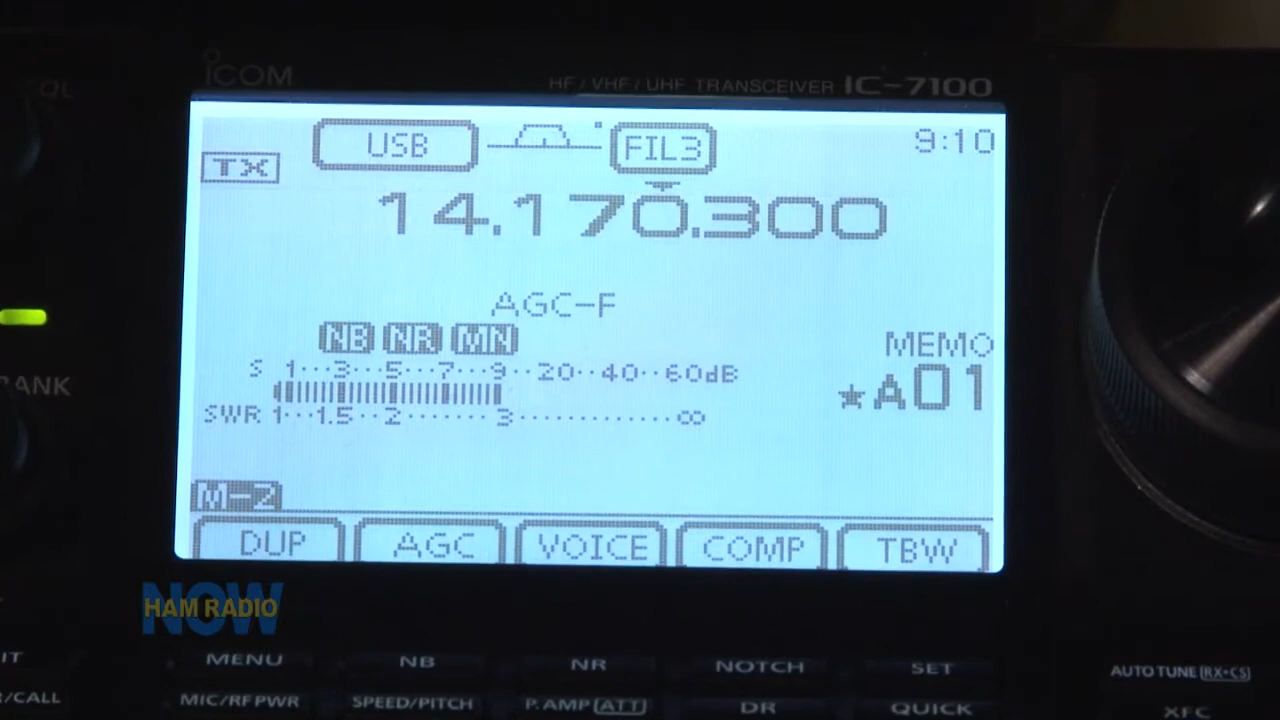 ICOM
HF/VHF/UHF TRANSCEIVER IC-7100
USB FIL3 9:10
TX
14.170.300
AGC-F
NB NR MN
MEMO
S 1···3···5···7···9··20··40··60dB
★A01
SWR 1···1.5··2·········3············∞
M-2
DUP AGC VOICE COMP TBW
HAM RADIO
NOW
MENU NB NR NOTCH SET
AUTO TUNE (RX•CS)
/CALL MIC/RF PWR SPEED/PITCH P.AMP (ATT) DR QUICK
XFC